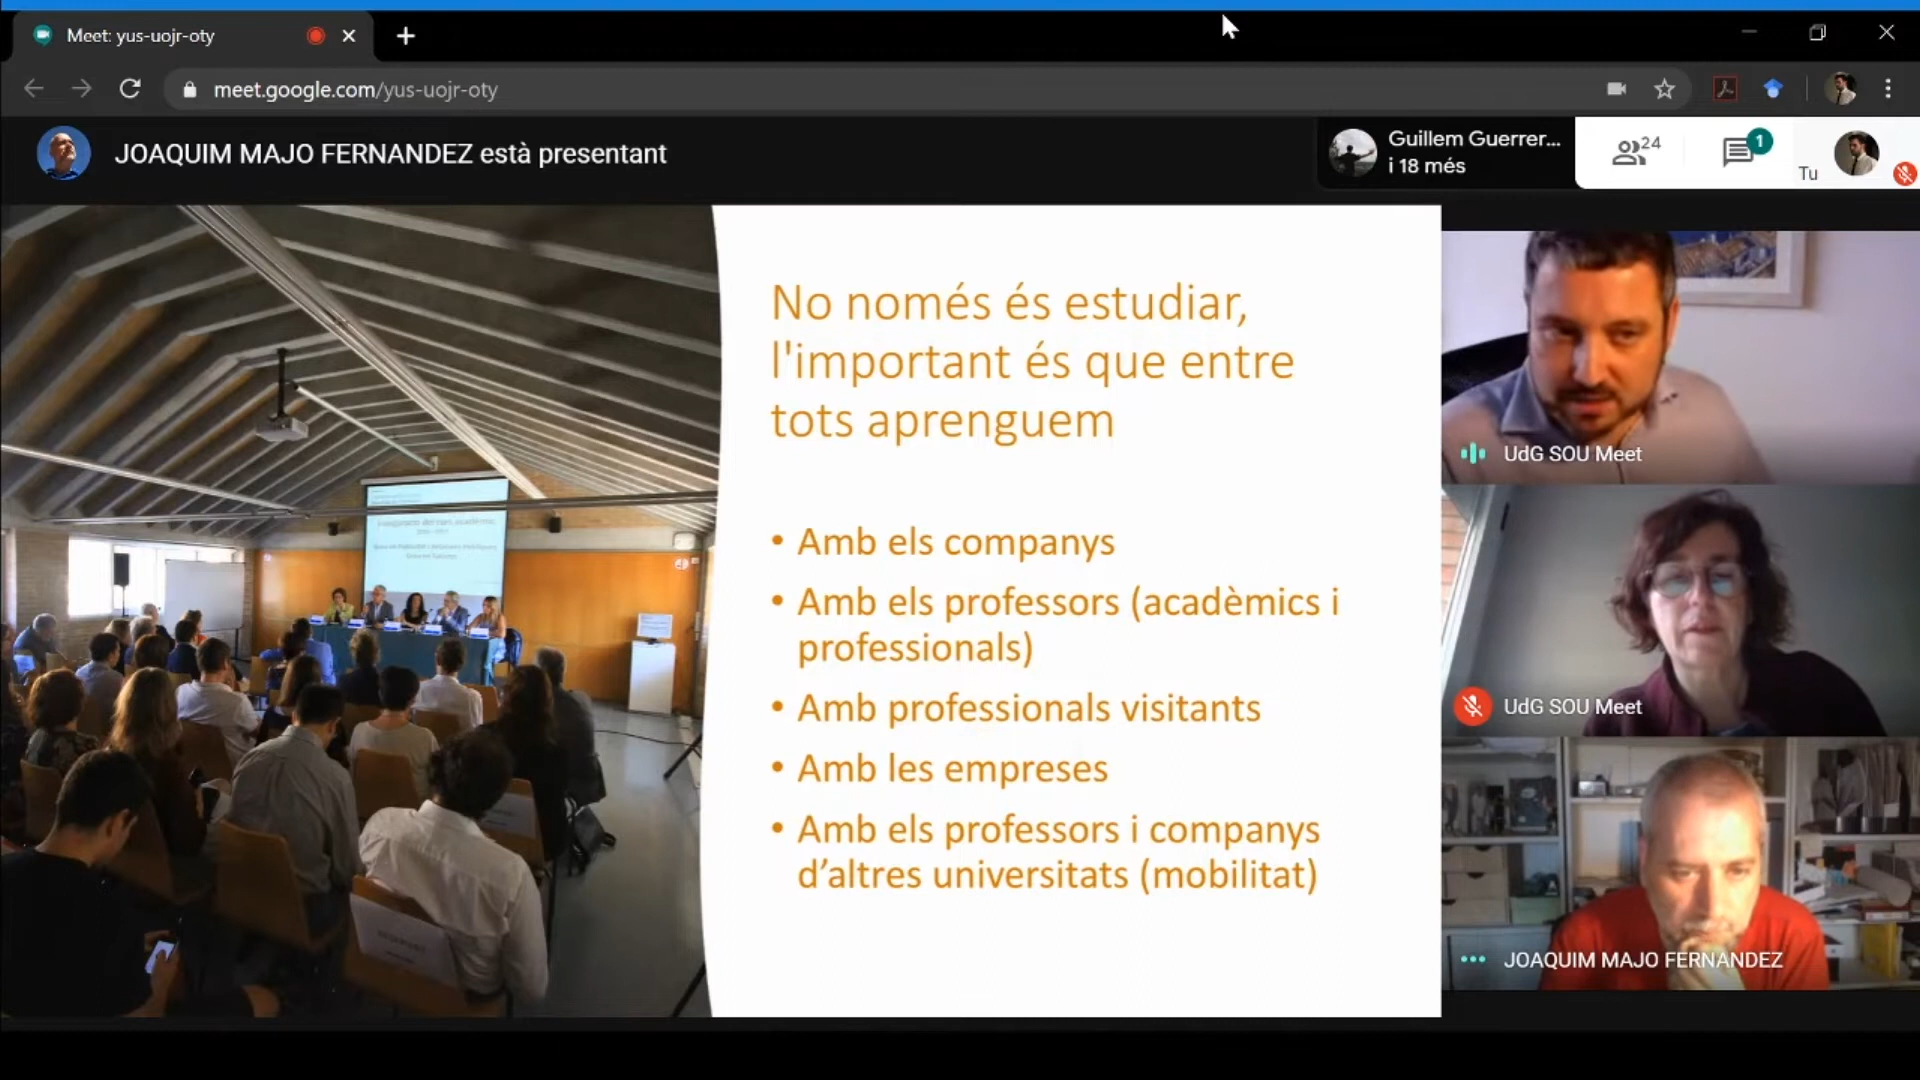 Meet: yus-uojr-oty
meet.google.com/yus-uojr-oty
JOAQUIM MAJO FERNANDEZ està presentant
Guillem Guerrer...
i 18 més
24
1
Tu
No només és estudiar,
l'important és que entre
tots aprenguem
• Amb els companys
• Amb els professors (acadèmics i
professionals)
• Amb professionals visitants
• Amb les empreses
• Amb els professors i companys
d’altres universitats (mobilitat)
UdG SOU Meet
UdG SOU Meet
JOAQUIM MAJO FERNANDEZ